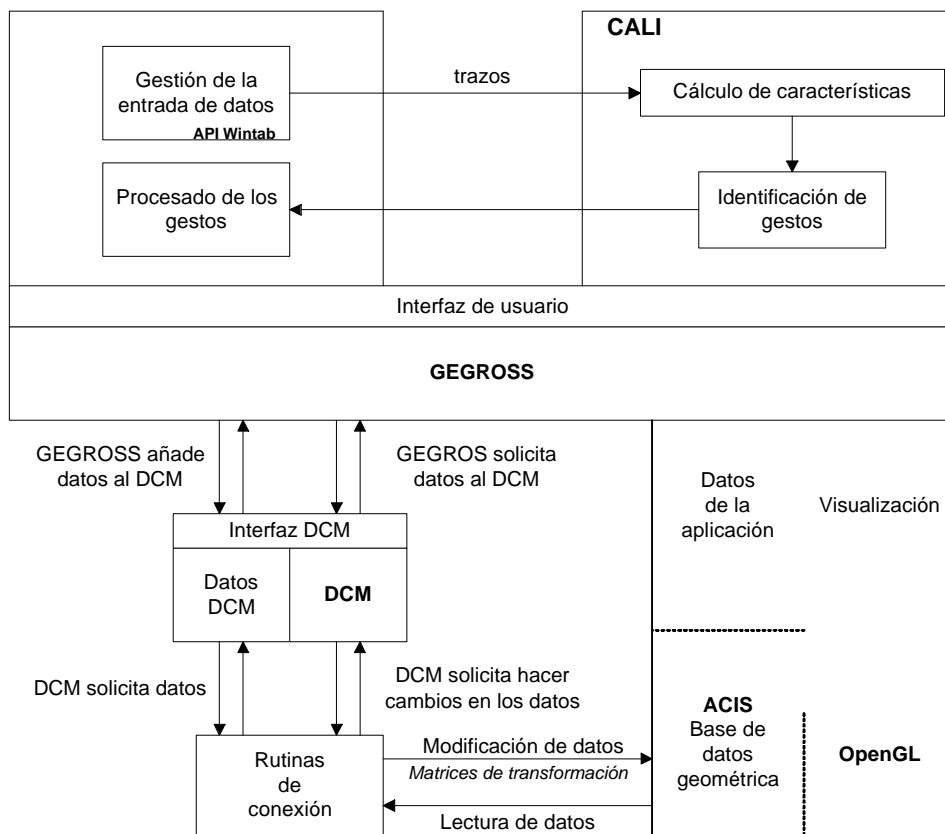 CALI
Gestión de la
entrada de datos
API Wintab
trazos
Cálculo de características
Procesado de los
gestos
Identificación de
gestos
Interfaz de usuario
GEGROSS
GEGROSS añade
datos al DCM
GEGROS solicita
datos al DCM
Datos
de la
aplicación
Visualización
Interfaz DCM
Datos
DCM
DCM
DCM solicita datos
DCM solicita hacer
cambios en los datos
ACIS
Base de
datos
geométrica
OpenGL
Rutinas
de
conexión
Modificación de datos
Matrices de transformación
Lectura de datos